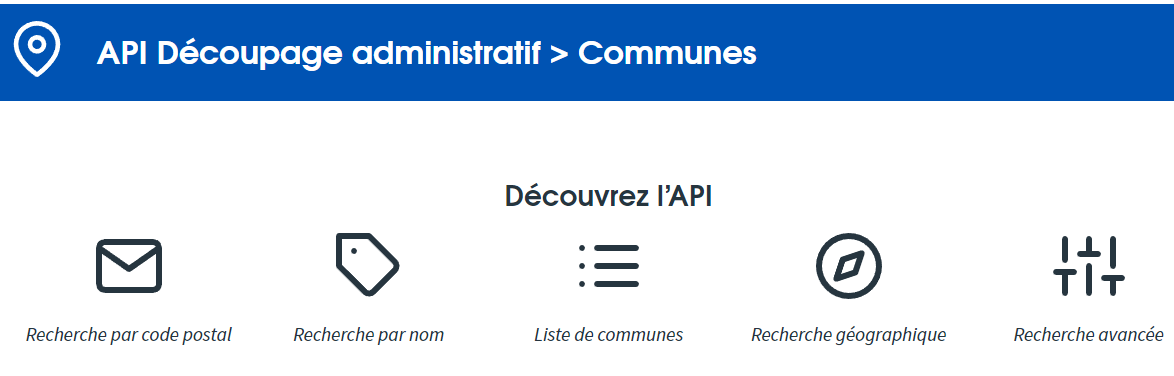 API Découpage administratif > Communes
Découvrez l’API
Recherche par code postal
Recherche par nom
Liste de communes
Recherche géographique
Recherche avancée